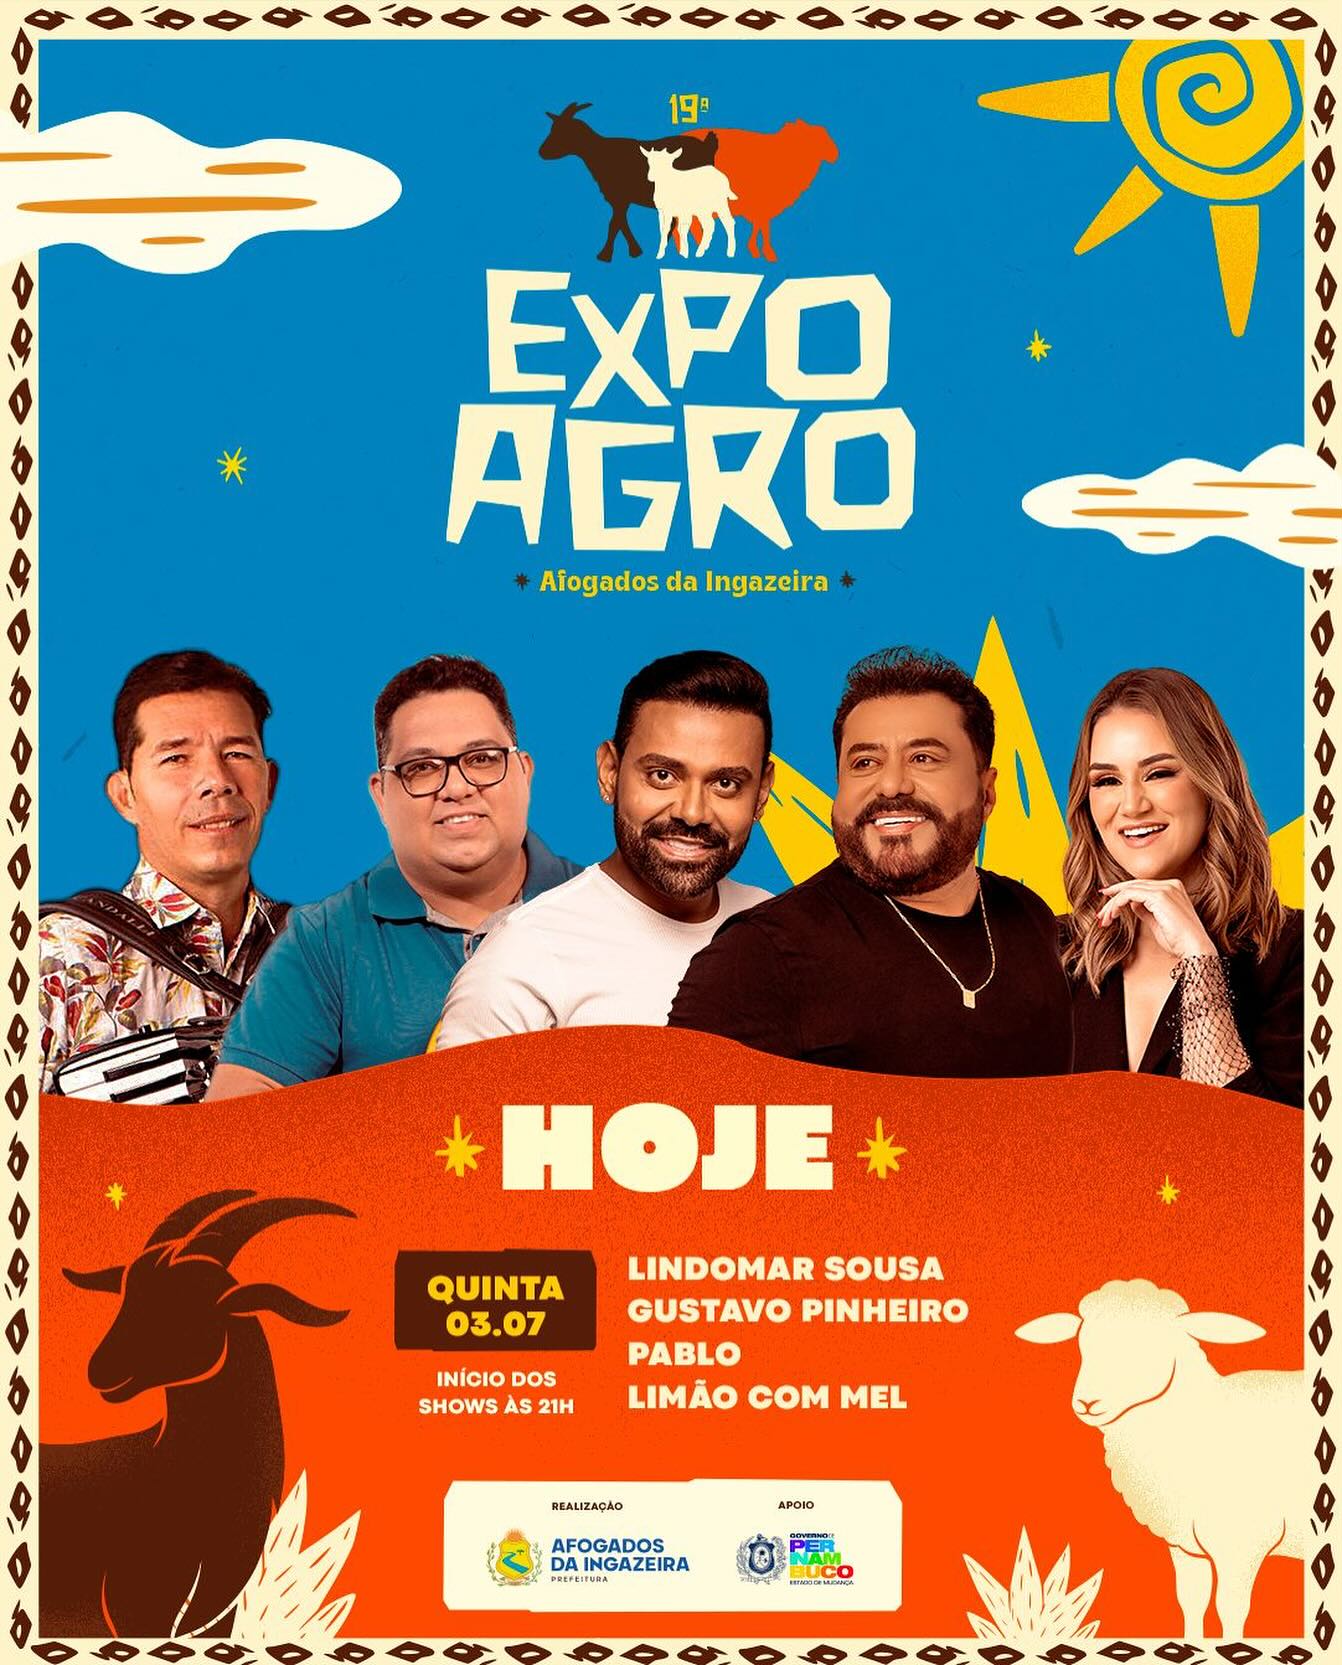 19ª
EXPO
AGRO
Afogados da Ingazeira
HOJE
QUINTA
03.07
INÍCIO DOS
SHOWS ÀS 21H
LINDOMAR SOUSA
GUSTAVO PINHEIRO
PABLO
LIMÃO COM MEL
REALIZAÇÃO
AFOGADOS
DA INGAZEIRA
PREFEITURA
APOIO
GOVERNO DE
PER
NAM
BUCO
ESTADO DE MUDANÇA